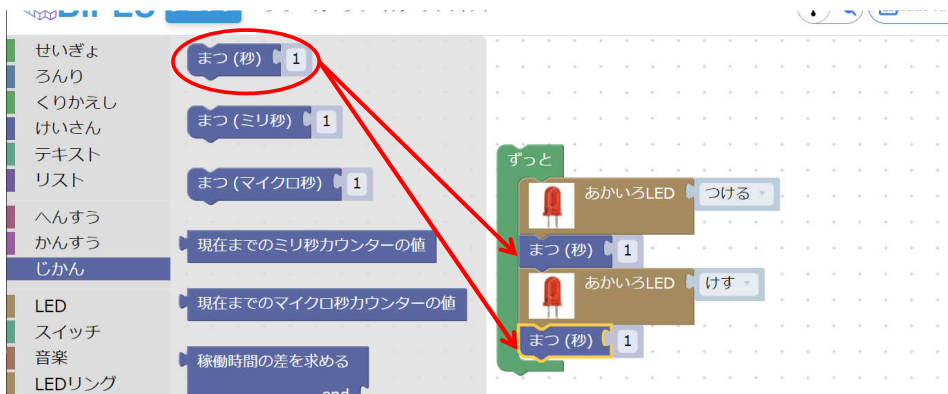 せいぎょ
ろんり
くりかえし
けいさん
テキスト
リスト
へんすう
かんすう
じかん
LED
スイッチ
音楽
LEDリング
まつ (秒) 1
まつ (ミリ秒) 1
まつ (マイクロ秒) 1
現在までのミリ秒カウンターの値
現在までのマイクロ秒カウンターの値
稼働時間の差を求める
ずっと
あかいろLED つける
まつ (秒) 1
あかいろLED けす
まつ (秒) 1